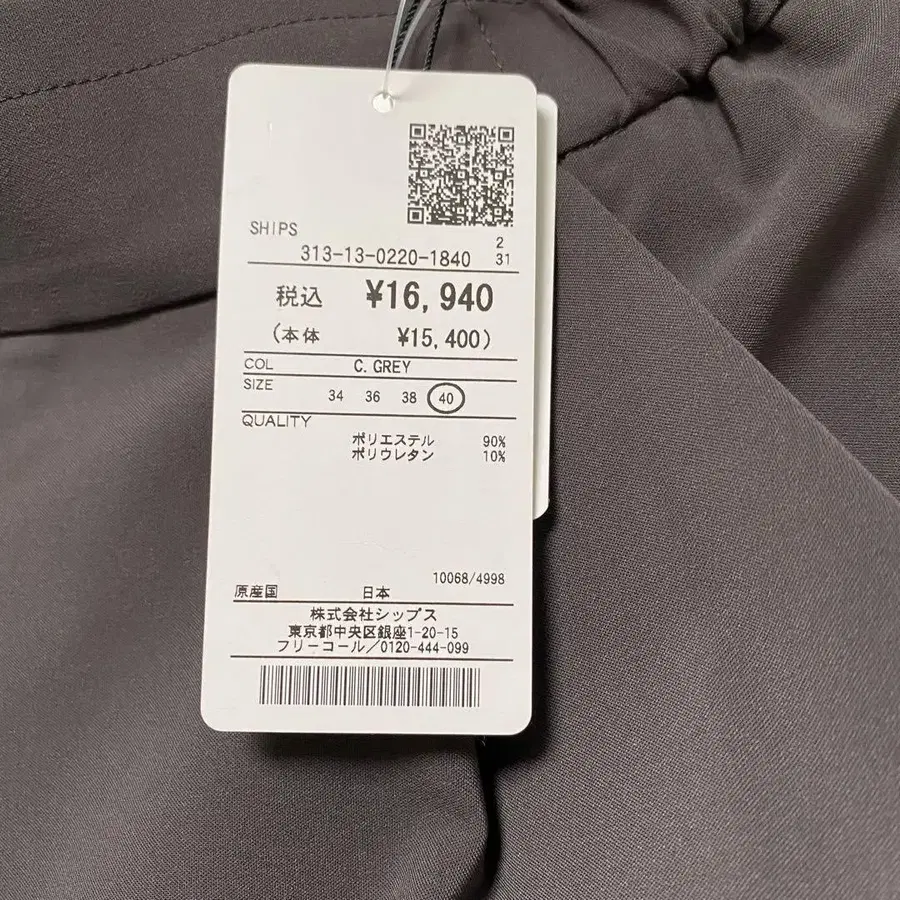 SHIPS
2
313-13-0220-1840 31
税込 ¥16,940
(本体 ¥15,400)
COL C.GREY
SIZE 34 36 38 40
QUALITY
ポリエステル 90%
ポリウレタン 10%
10068/4998
原産国 日本
株式会社シップス
東京都中央区銀座1-20-15
フリーコール/0120-444-099